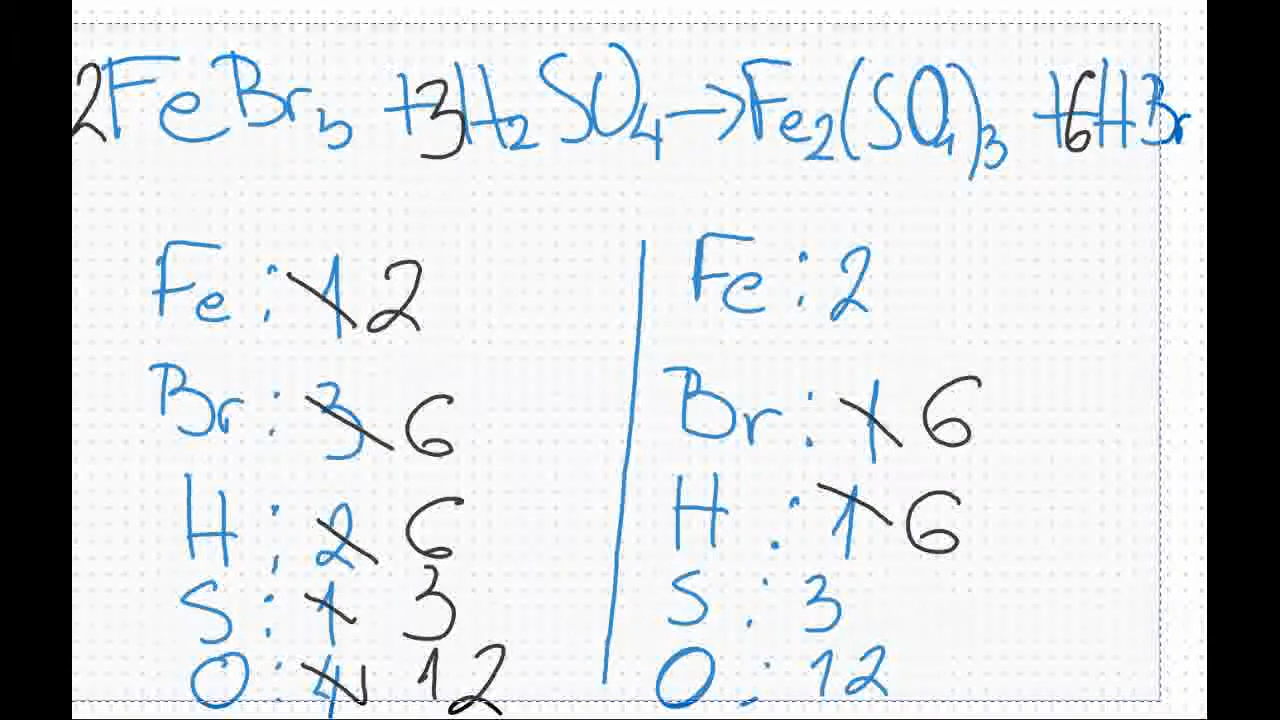 2FeBr₃ + 3H₂SO₄ → Fe₂(SO₄)₃ + 6HBr
Fe : 1 2 Fe : 2
Br : 3 6 Br : 1 6
H : 2 6 H : 1 6
S : 1 3 S : 3
O : 4 12 O : 12